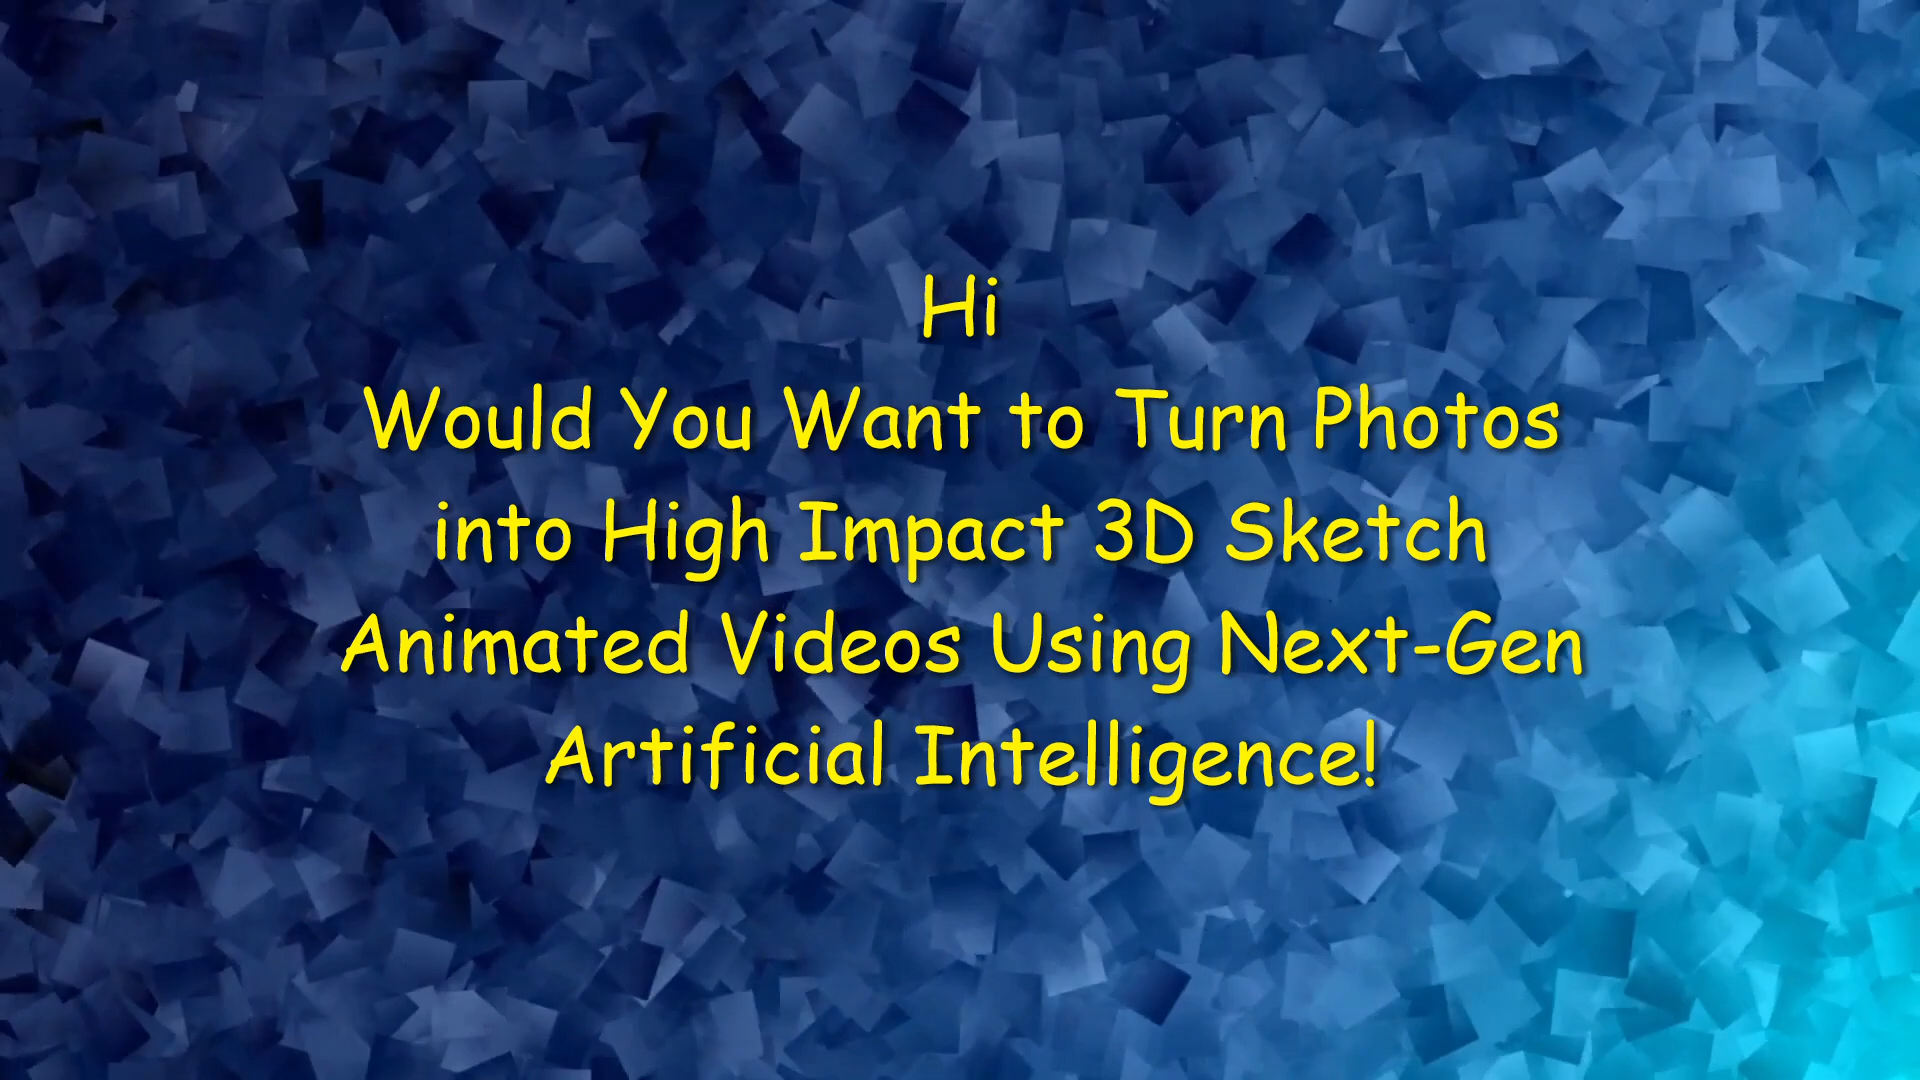 Hi
Would You Want to Turn Photos
into High Impact 3D Sketch
Animated Videos Using Next-Gen
Artificial Intelligence!